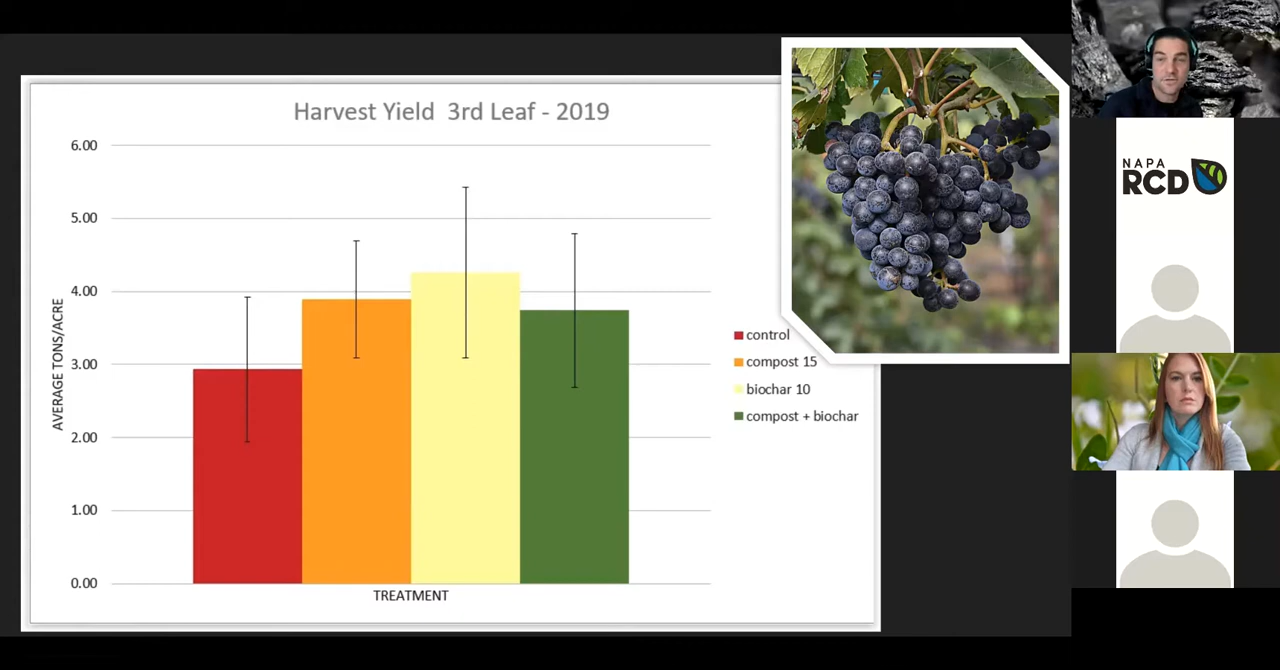 Harvest Yield 3rd Leaf - 2019
6.00
5.00
4.00
3.00
2.00
1.00
0.00
AVERAGE TONS/ACRE
TREATMENT
control
compost 15
biochar 10
compost + biochar
NAPA
RCD